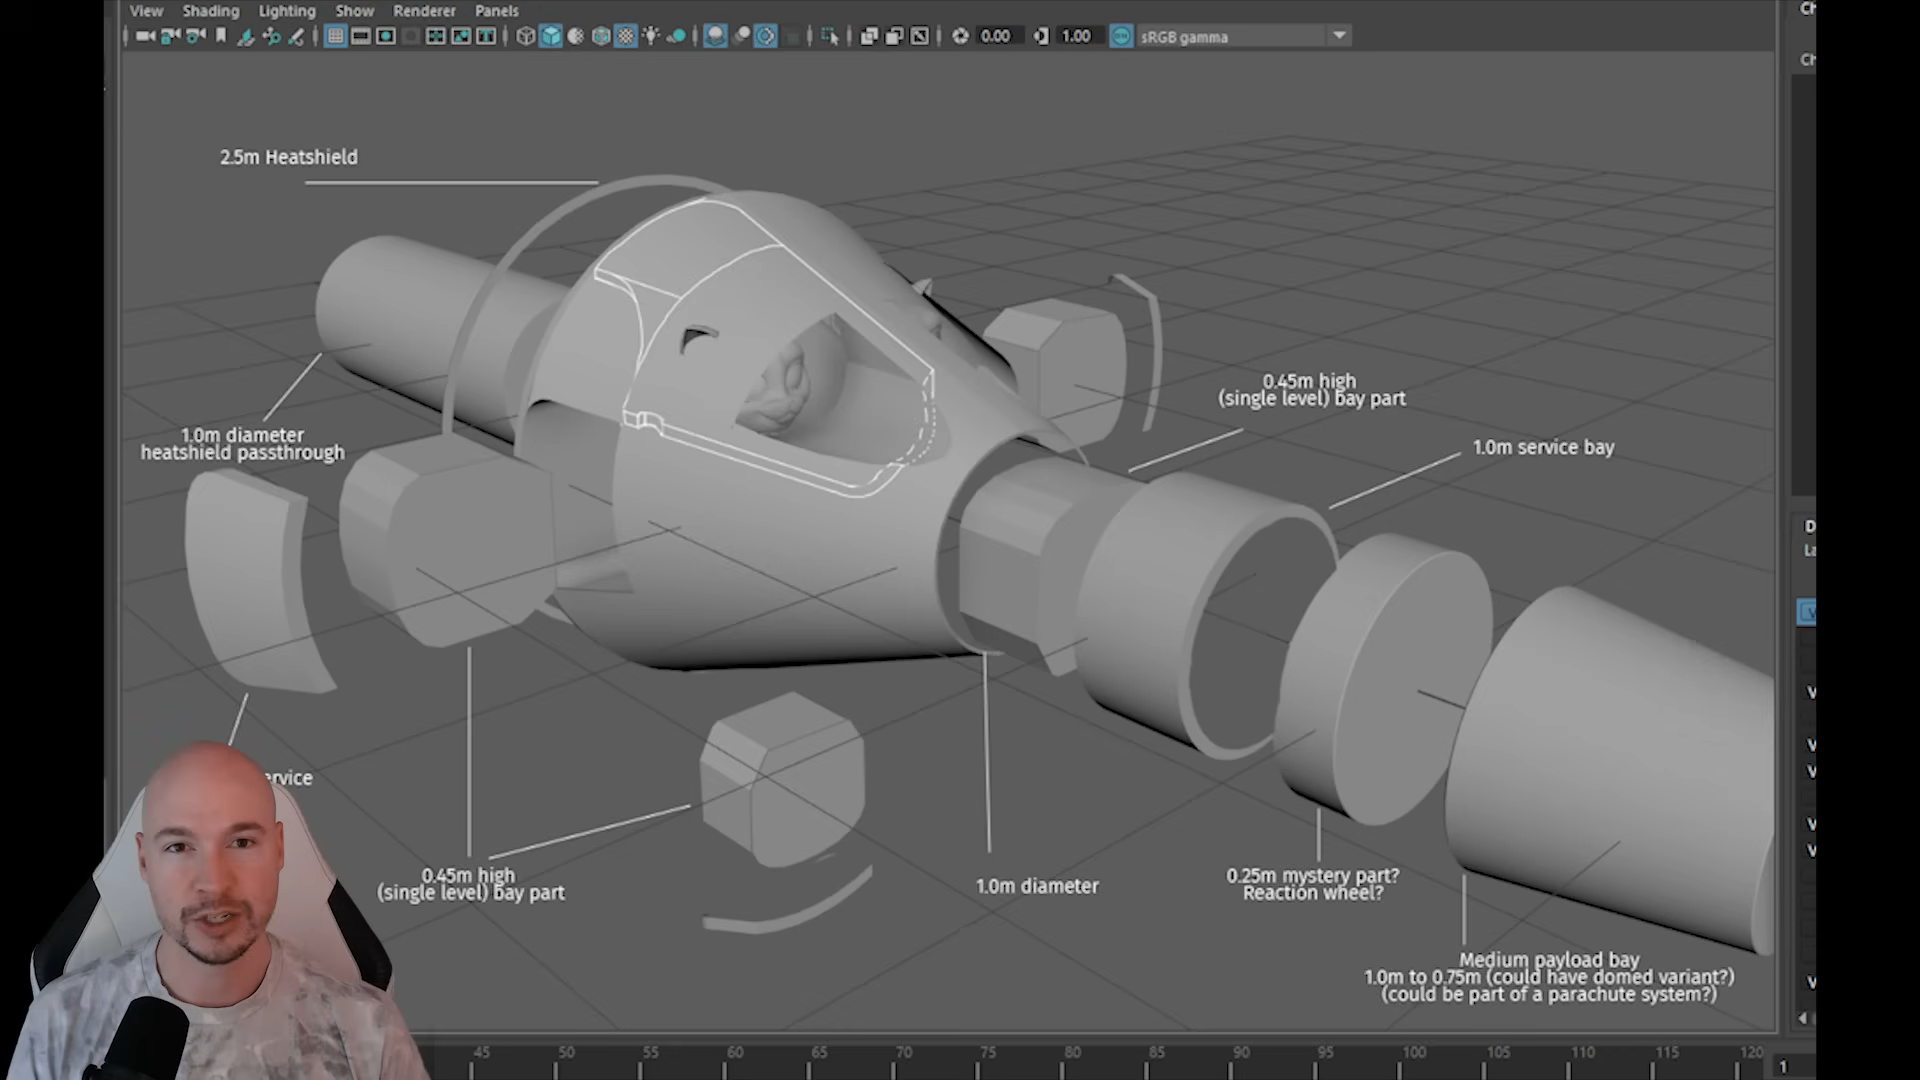 View Shading Lighting Show Renderer Panels
0.00 1.00 sRGB gamma
2.5m Heatshield
0.45m high
(single level) bay part
1.0m service bay
1.0m diameter
heatshield passthrough
0.45m high
(single level) bay part
1.0m diameter
0.25m mystery part?
Reaction wheel?
Medium payload bay
1.0m to 0.75m (could have domed variant?)
(could be part of a parachute system?)
45 50 55 60 65 70 75 80 85 90 95 100 105 110 115 120
1